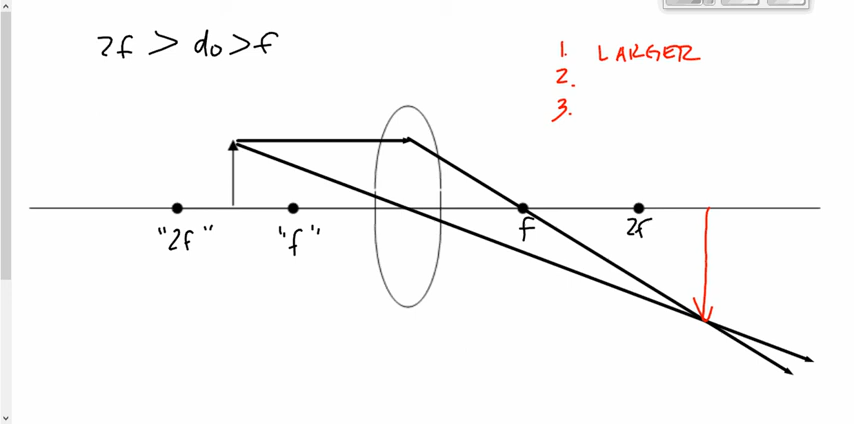 2f > do > f
1. LARGER
2.
3.
"2f" "f" f 2f